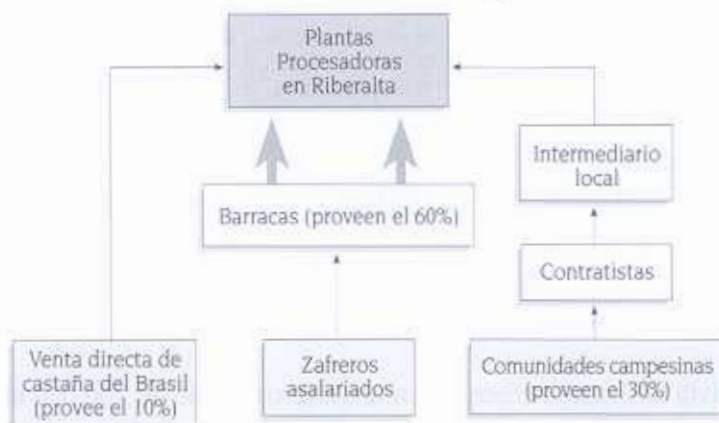 Plantas
Procesadoras
en Riberalta
Intermediario
local
Barracas (proveen el 60%)
Contratistas
Venta directa de
castaña del Brasil
(provee el 10%)
Zafreros
asalariados
Comunidades campesinas
(proveen el 30%)